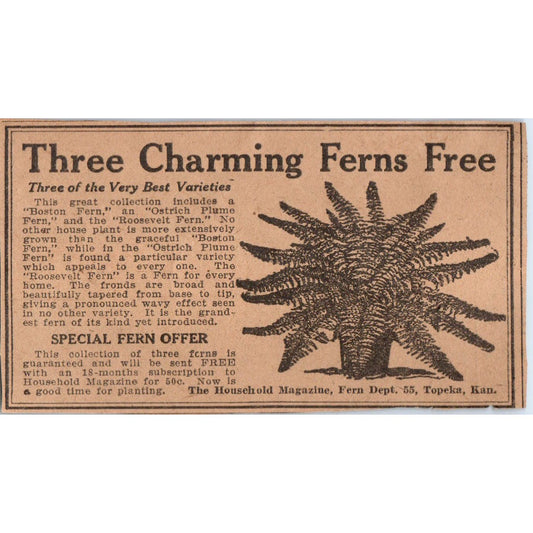 Three Charming Ferns Free
Three of the Very Best Varieties
This great collection includes a
"Boston Fern," an "Ostrich Plume
Fern," and the "Roosevelt Fern." No
other house plant is more extensively
grown than the graceful "Boston
Fern," while in the "Ostrich Plume
Fern" is found a particular variety
which appeals to every one. The
"Roosevelt Fern" is a Fern for every
home. The fronds are broad and
beautifully tapered from base to tip,
giving a pronounced wavy effect seen
in no other variety. It is the grand-
est fern of its kind yet introduced.
SPECIAL FERN OFFER
This collection of three ferns is
guaranteed and will be sent FREE
with an 18-months subscription to
Household Magazine for 50c. Now is
a good time for planting.
The Household Magazine, Fern Dept. 55, Topeka, Kan.